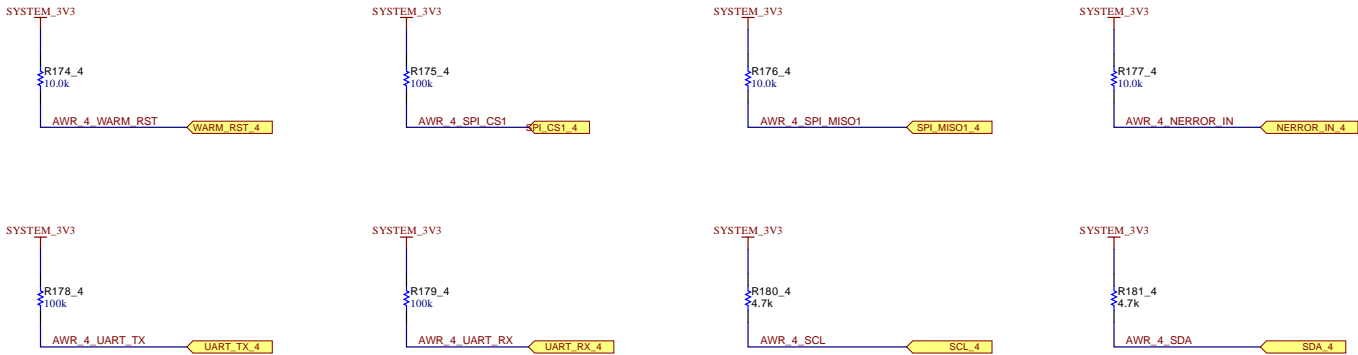 SYSTEM_3V3
R174_4
10.0k
AWR_4_WARM_RST
WARM_RST_4
SYSTEM_3V3
R175_4
100k
AWR_4_SPI_CS1
SPI_CS1_4
SYSTEM_3V3
R176_4
10.0k
AWR_4_SPI_MISO1
SPI_MISO1_4
SYSTEM_3V3
R177_4
10.0k
AWR_4_NERROR_IN
NERROR_IN_4
SYSTEM_3V3
R178_4
100k
AWR_4_UART_TX
UART_TX_4
SYSTEM_3V3
R179_4
100k
AWR_4_UART_RX
UART_RX_4
SYSTEM_3V3
R180_4
4.7k
AWR_4_SCL
SCL_4
SYSTEM_3V3
R181_4
4.7k
AWR_4_SDA
SDA_4